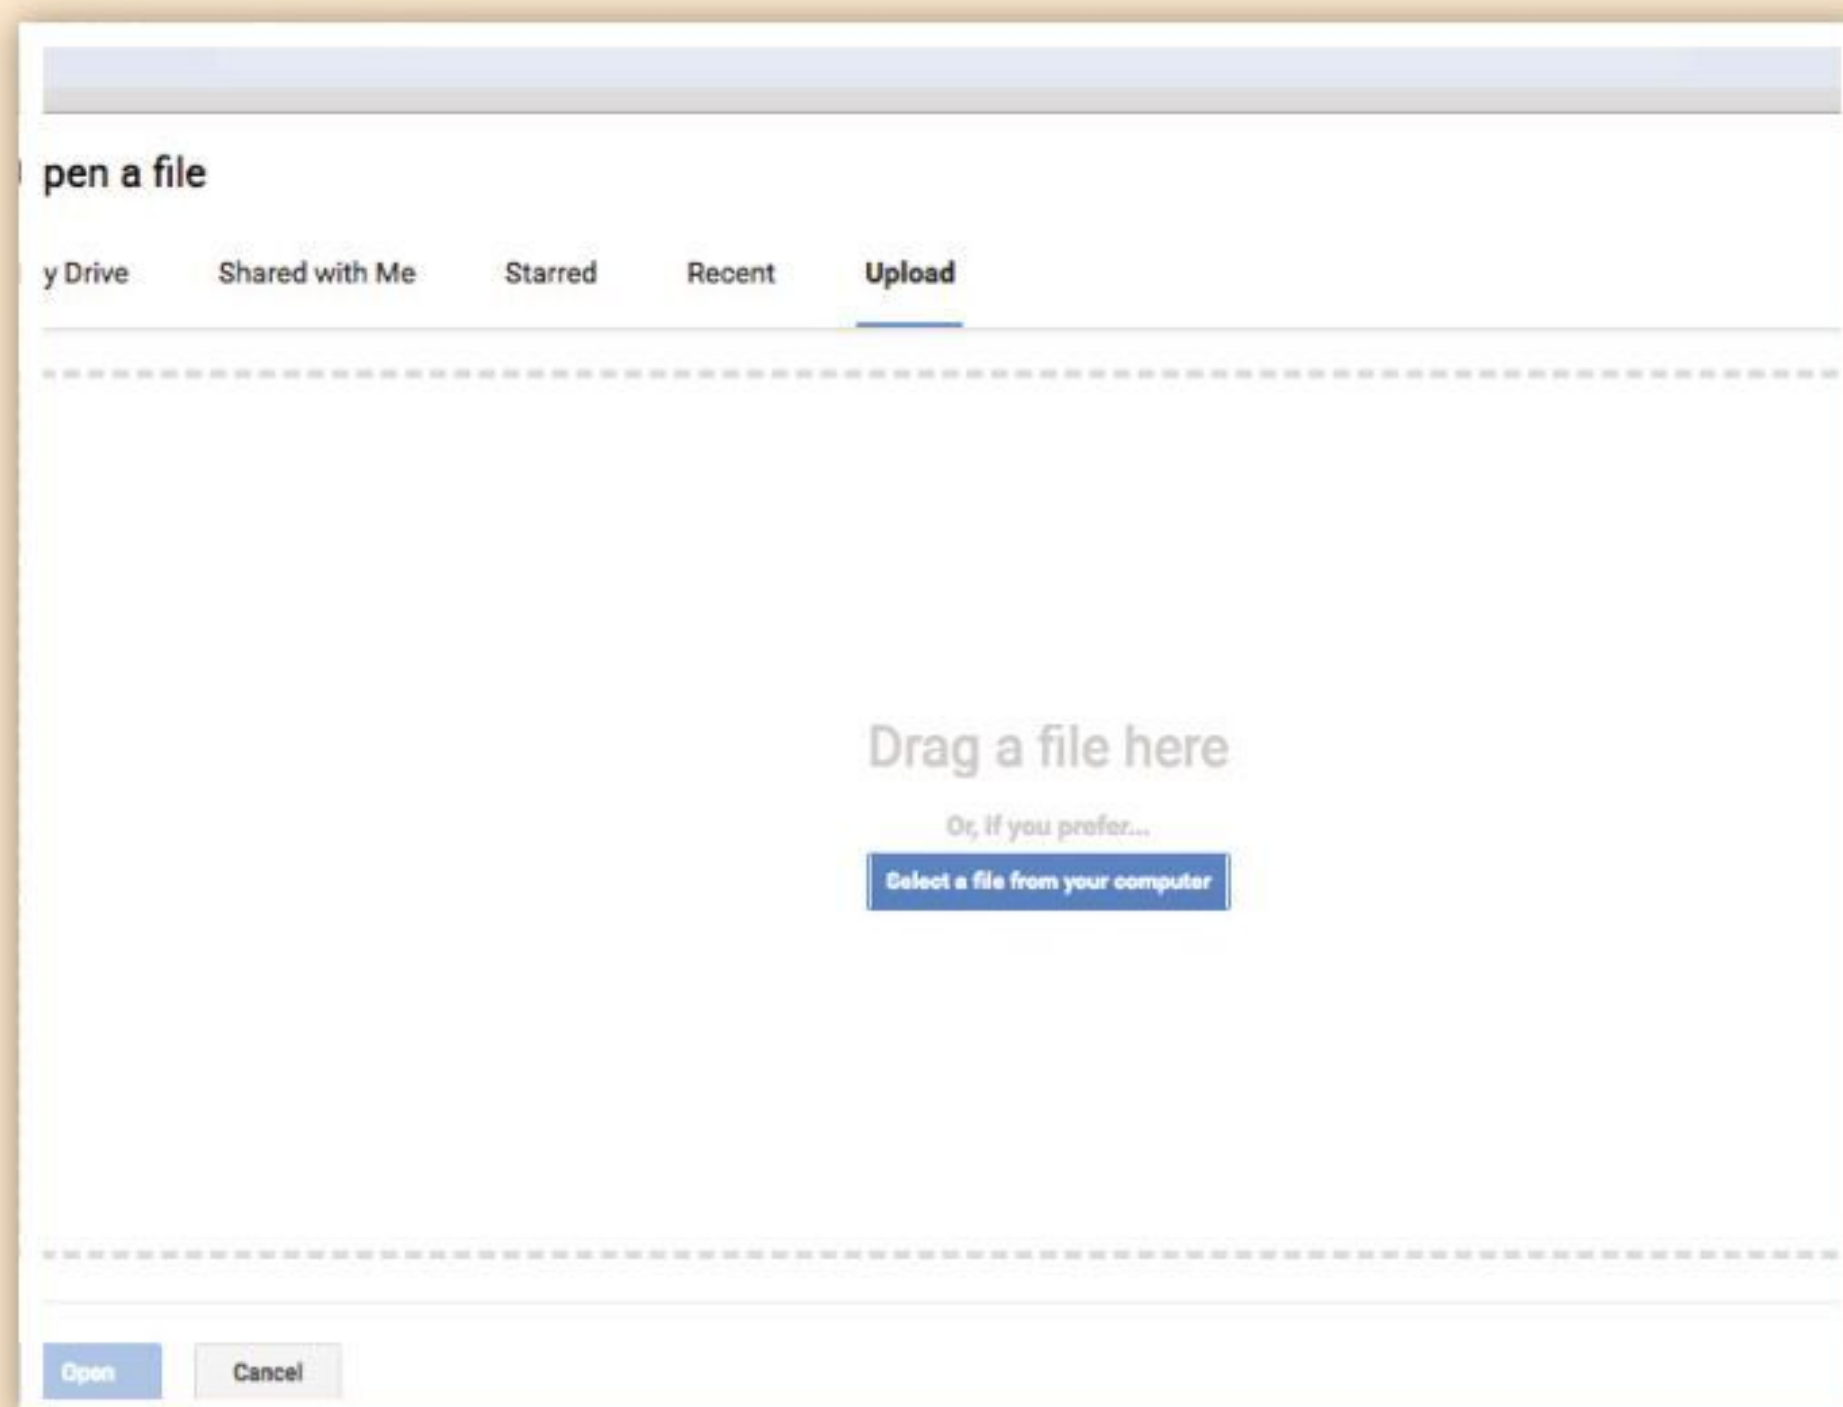 pen a file
y Drive Shared with Me Starred Recent Upload
Drag a file here
Or, if you prefer...
Select a file from your computer
Open Cancel